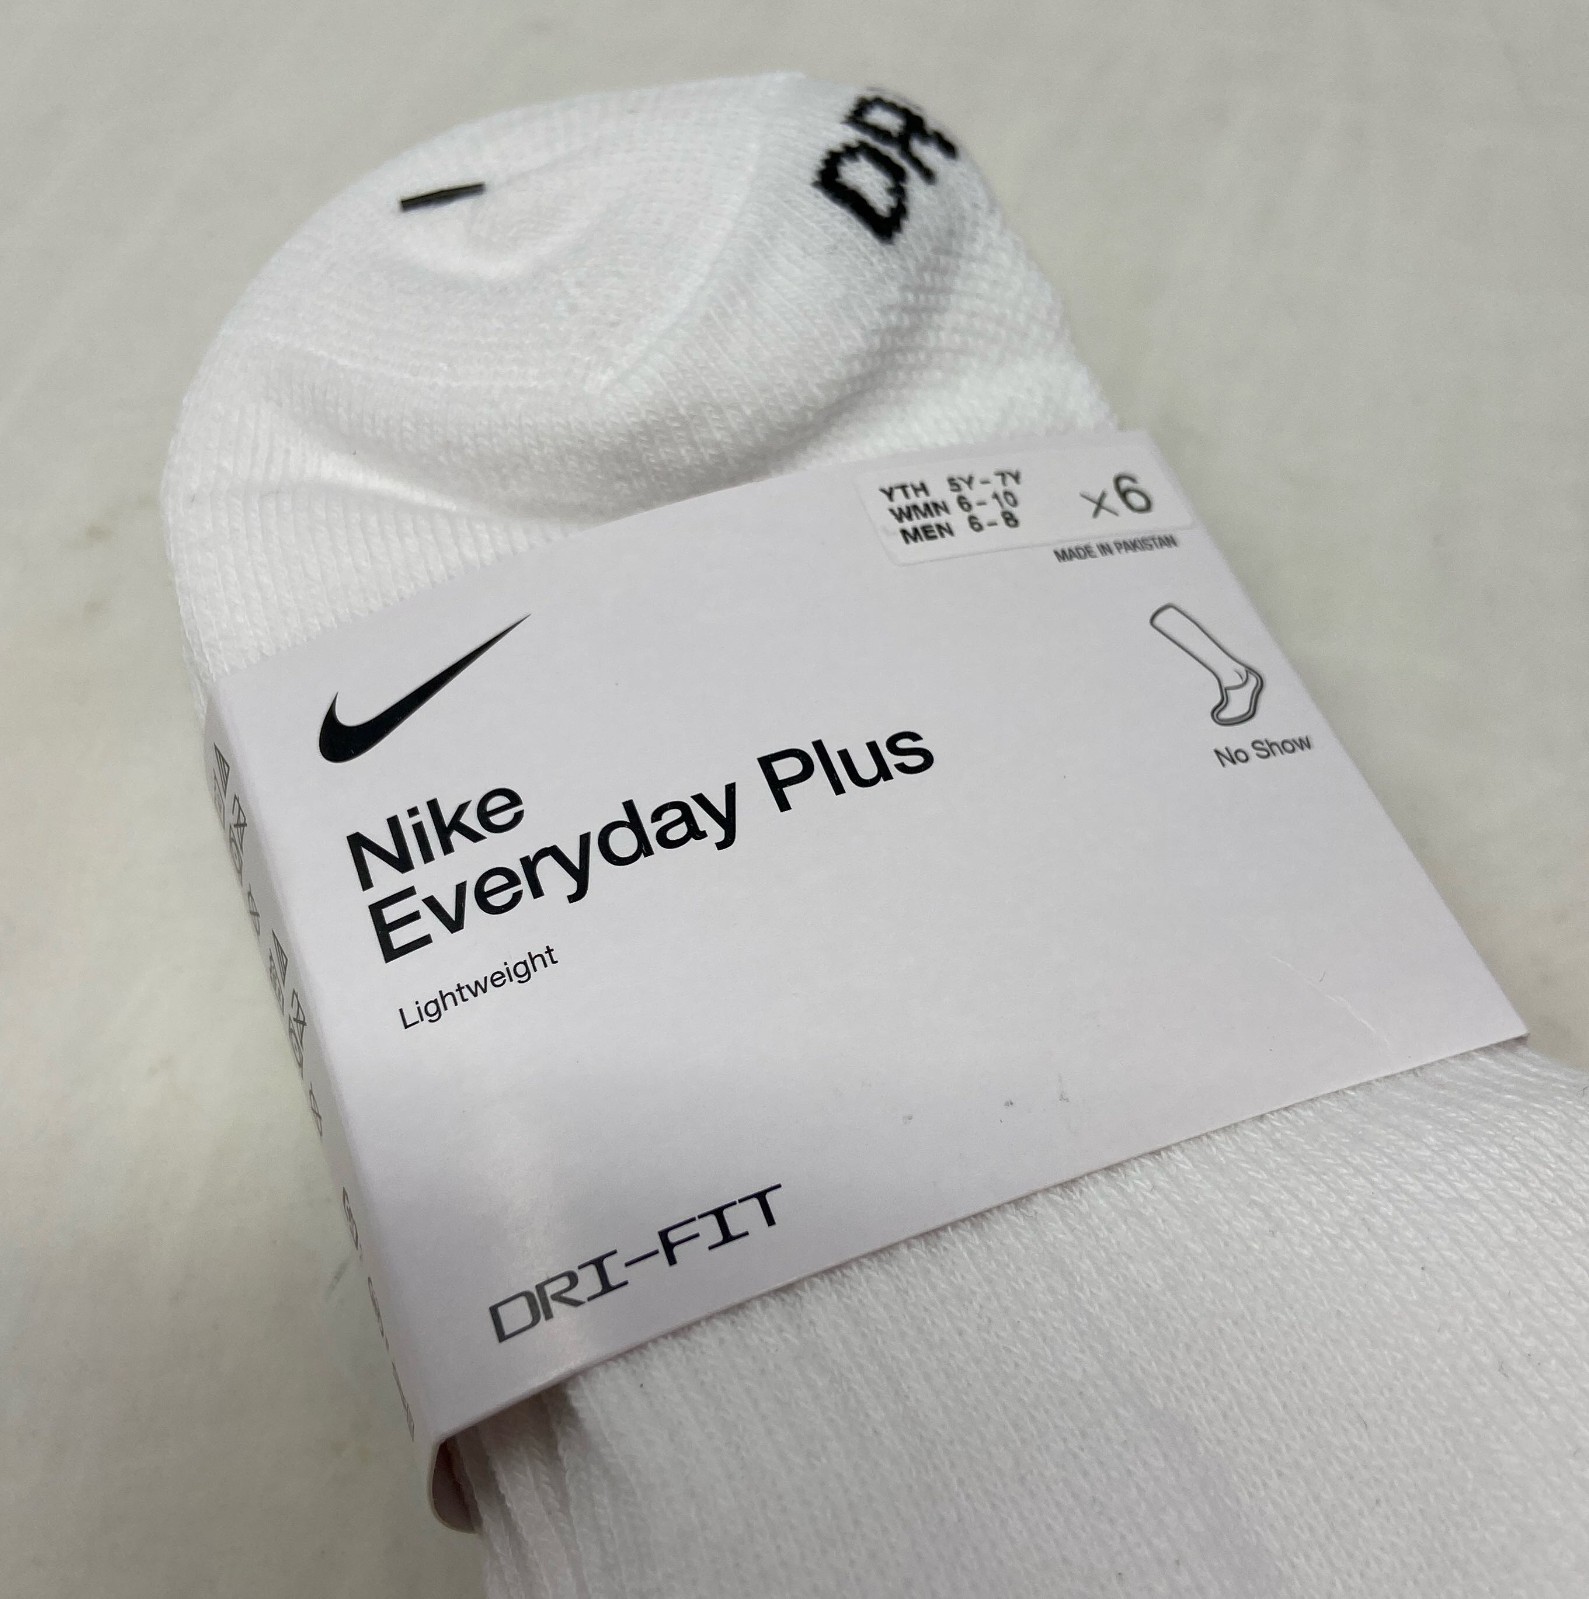 DR
YTH 5Y - 7Y
WMN 6 - 10
MEN 6 - 8
x6
MADE IN PAKISTAN
No Show
Nike
Everyday Plus
Lightweight
DRI-FIT